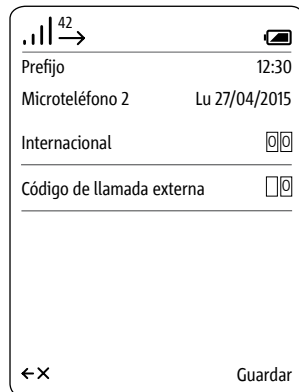 42
Prefijo 12:30
Microteléfono 2 Lu 27/04/2015
Internacional 00
Código de llamada externa 0
Guardar